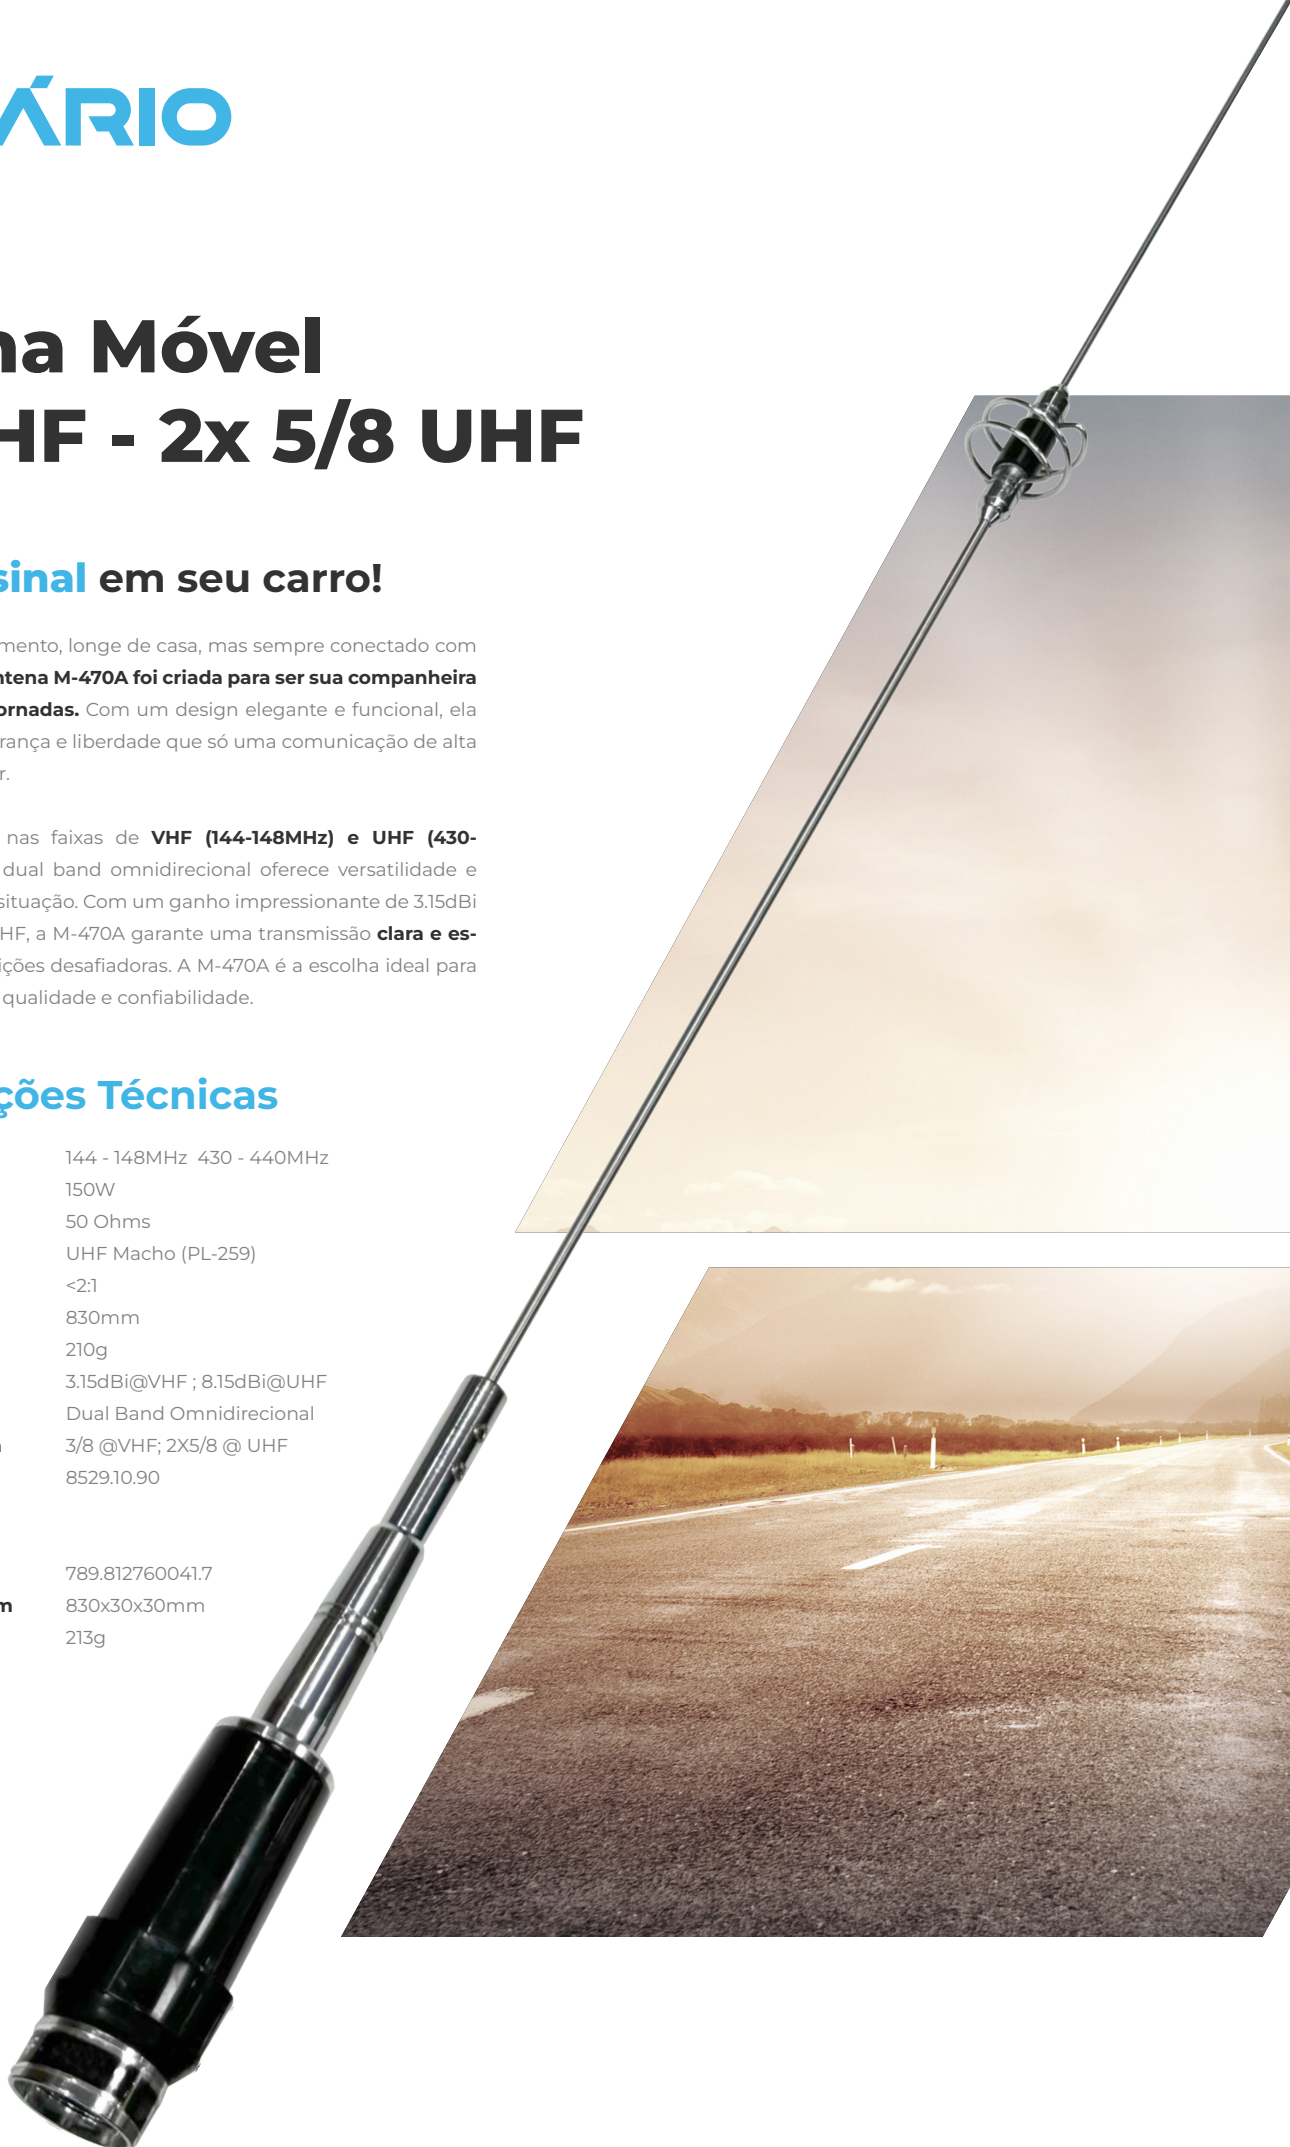 ÁRIO
na Móvel
HF - 2x 5/8 UHF
sinal em seu carro!
mento, longe de casa, mas sempre conectado com
ntena M-470A foi criada para ser sua companheira
ornadas. Com um design elegante e funcional, ela
rança e liberdade que só uma comunicação de alta
r.
nas faixas de VHF (144-148MHz) e UHF (430-
dual band omnidirecional oferece versatilidade e
situação. Com um ganho impressionante de 3.15dBi
HF, a M-470A garante uma transmissão clara e es-
ições desafiadoras. A M-470A é a escolha ideal para
qualidade e confiabilidade.
ções Técnicas
144 - 148MHz  430 - 440MHz
150W
50 Ohms
UHF Macho (PL-259)
<2:1
830mm
210g
3.15dBi@VHF ; 8.15dBi@UHF
Dual Band Omnidirecional
3/8 @VHF; 2X5/8 @ UHF
8529.10.90
789.812760041.7
m 830x30x30mm
213g